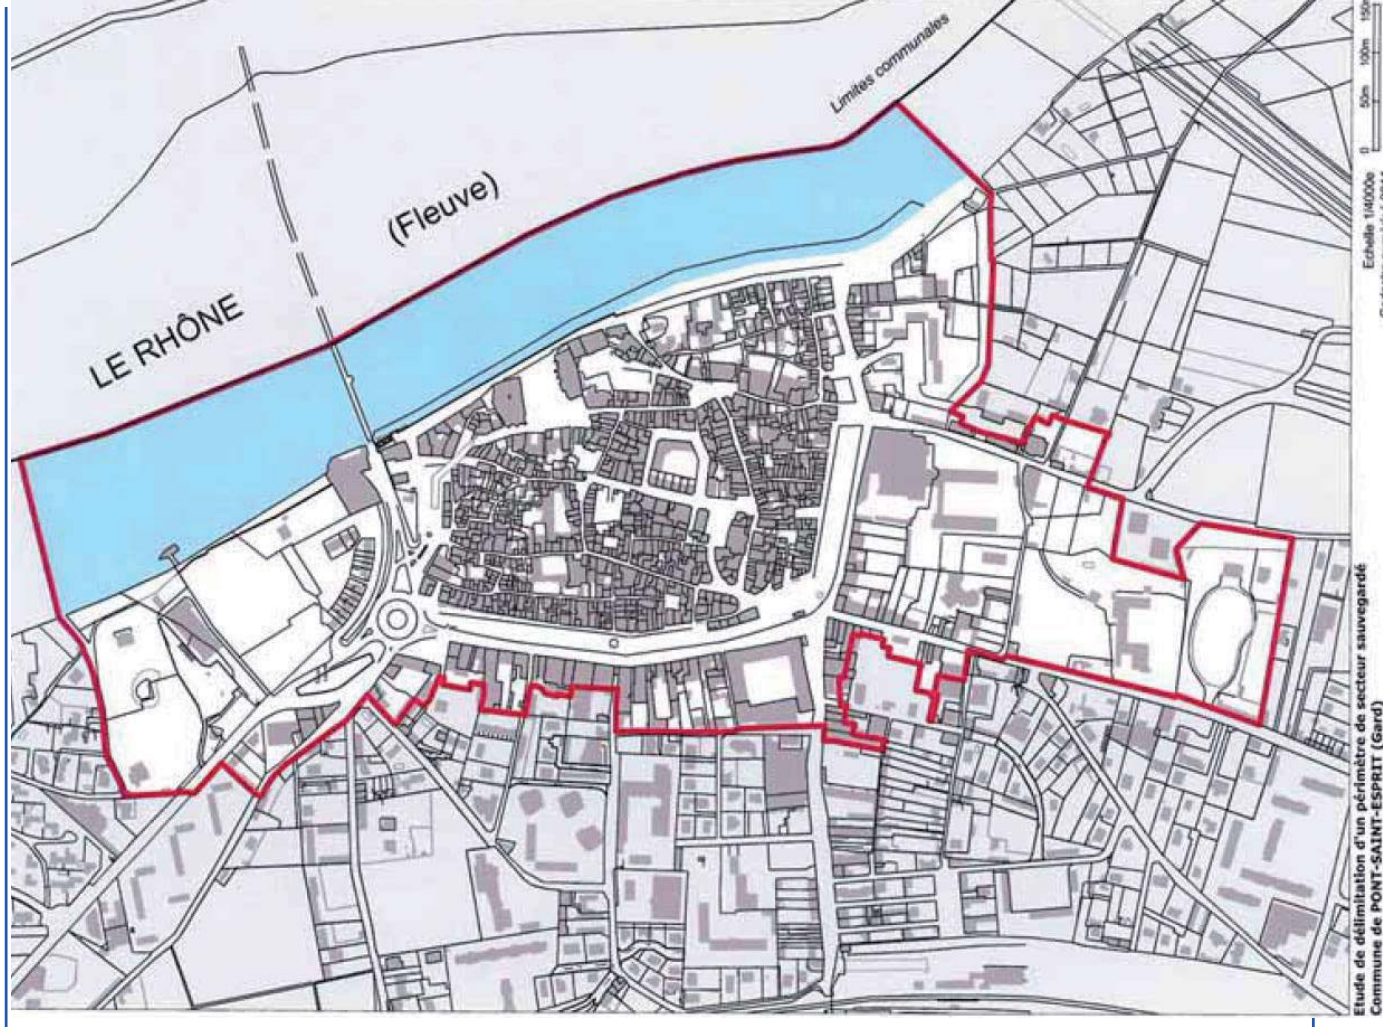 Limites communales
(Fleuve)
LE RHÔNE
0 50m 100m 150m
Echelle 1/4000e
Etude de délimitation d'un périmètre de secteur sauvegardé
Commune de PONT-SAINT-ESPRIT (Gard)